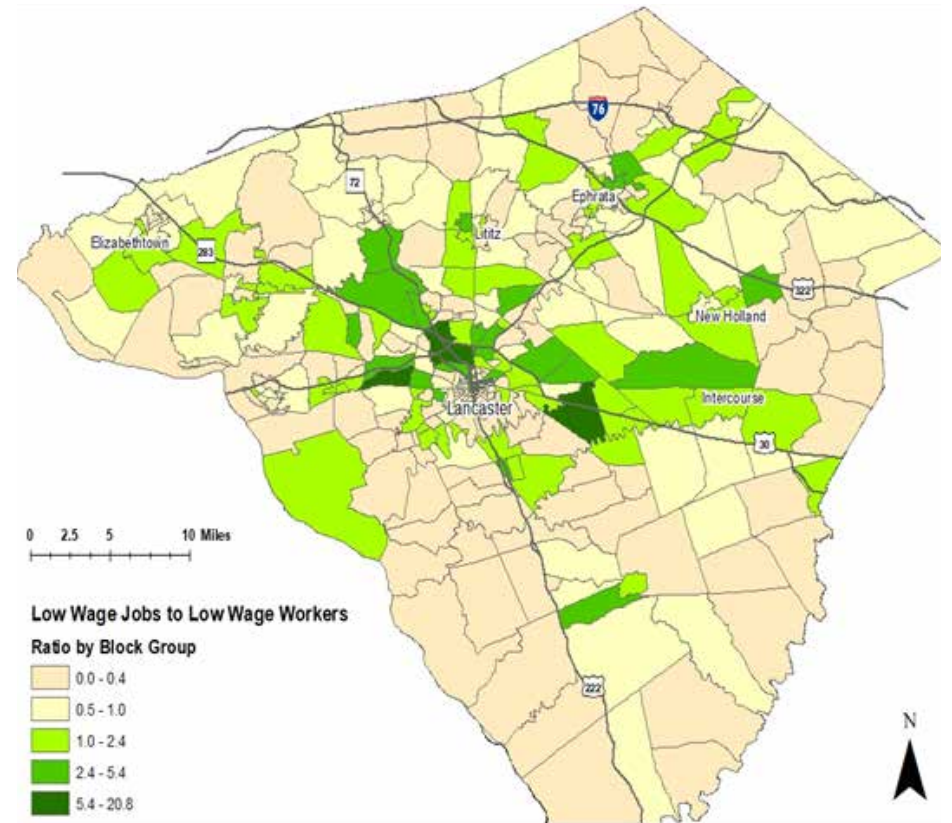 76
72
Ephrata
Elizabethtown
Lititz
283
322
New Holland
Lancaster
Intercourse
30
0 2.5 5 10 Miles
Low Wage Jobs to Low Wage Workers
Ratio by Block Group
0.0 - 0.4
0.5 - 1.0
1.0 - 2.4
2.4 - 5.4
5.4 - 20.8
222
N